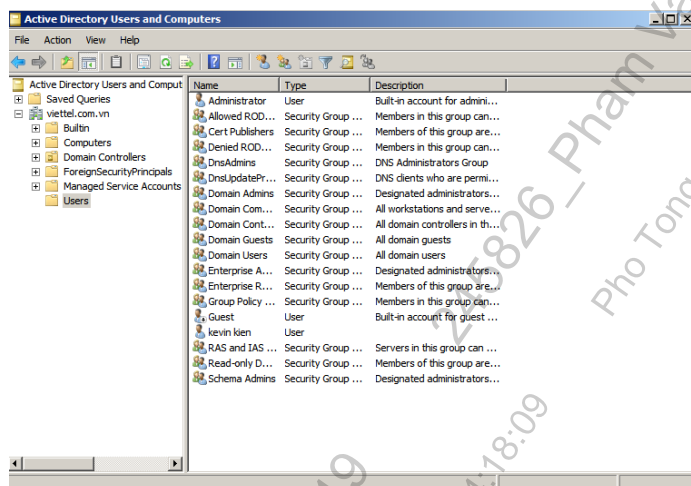 Active Directory Users and Computers
File Action View Help
Active Directory Users and Comput
Saved Queries
viettel.com.vn
Builtin
Computers
Domain Controllers
ForeignSecurityPrincipals
Managed Service Accounts
Users
Name Type Description
Administrator User Built-in account for admini...
Allowed ROD... Security Group ... Members in this group can...
Cert Publishers Security Group ... Members of this group are...
Denied ROD... Security Group ... Members in this group can...
DnsAdmins Security Group ... DNS Administrators Group
DnsUpdatePr... Security Group ... DNS clients who are permi...
Domain Admins Security Group ... Designated administrators...
Domain Com... Security Group ... All workstations and serve...
Domain Cont... Security Group ... All domain controllers in th...
Domain Guests Security Group ... All domain guests
Domain Users Security Group ... All domain users
Enterprise A... Security Group ... Designated administrators...
Enterprise R... Security Group ... Members of this group are...
Group Policy ... Security Group ... Members in this group can...
Guest User Built-in account for guest ...
kevin kien User
RAS and IAS ... Security Group ... Servers in this group can ...
Read-only D... Security Group ... Members of this group are...
Schema Admins Security Group ... Designated administrators...
245826_Pham Va
Pho Tong
:18:09